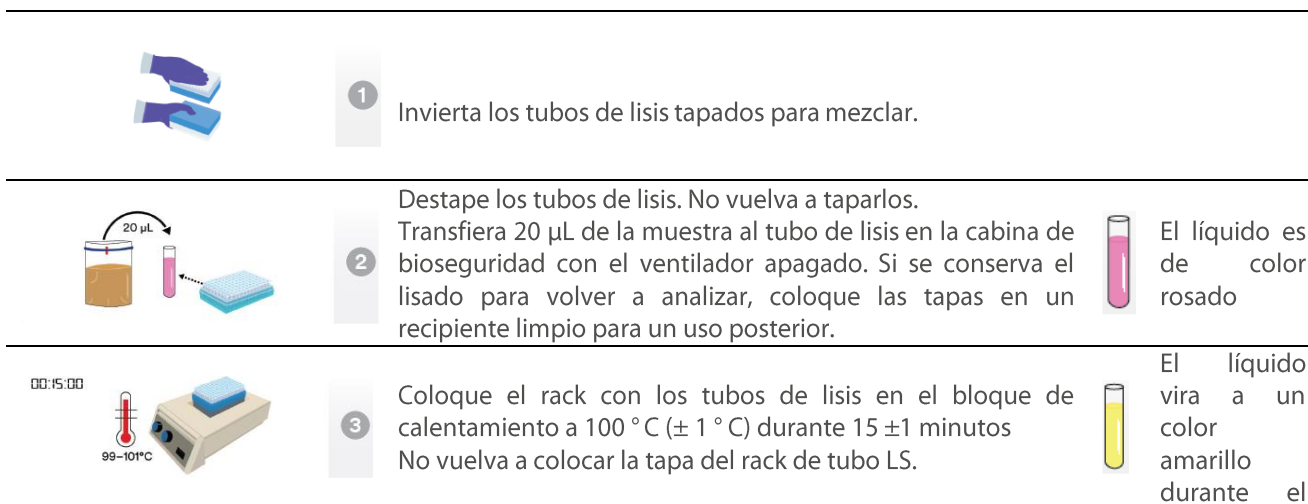 1
Invierta los tubos de lisis tapados para mezclar.
20 µL
2
Destape los tubos de lisis. No vuelva a taparlos.
Transfiera 20 µL de la muestra al tubo de lisis en la cabina de
bioseguridad con el ventilador apagado. Si se conserva el
lisado para volver a analizar, coloque las tapas en un
recipiente limpio para un uso posterior.
El líquido es
de color
rosado
00:15:00
99–101°C
3
Coloque el rack con los tubos de lisis en el bloque de
calentamiento a 100 ° C (± 1 ° C) durante 15 ±1 minutos
No vuelva a colocar la tapa del rack de tubo LS.
El líquido
vira a un
color
amarillo
durante el